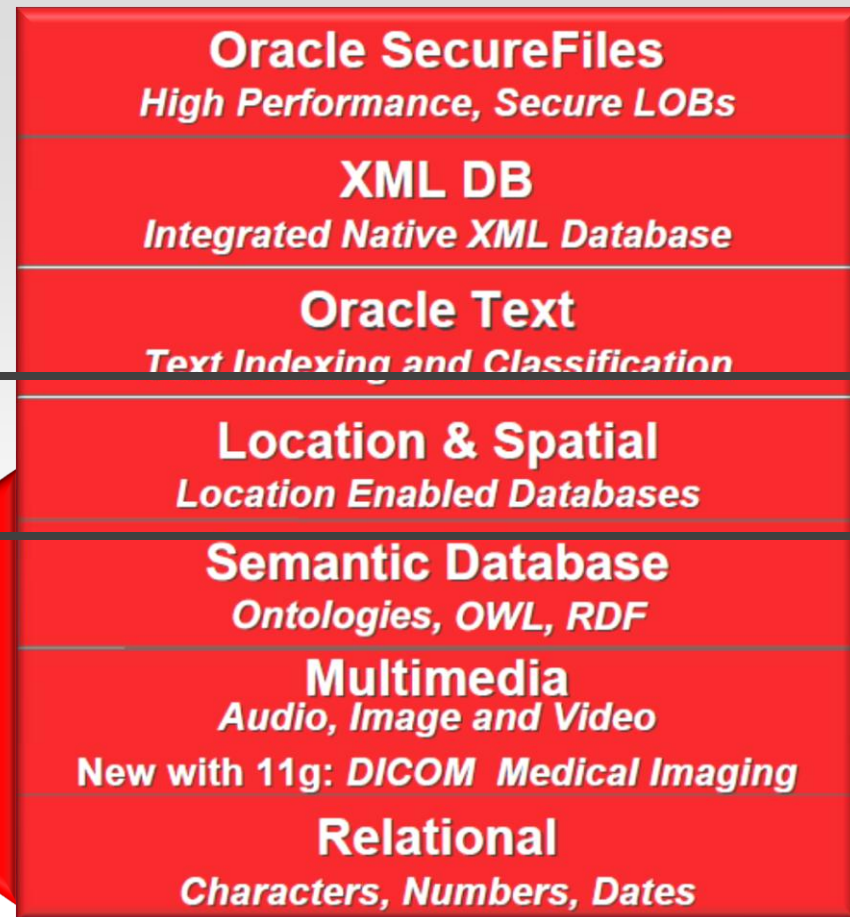 Oracle SecureFiles
High Performance, Secure LOBs
XML DB
Integrated Native XML Database
Oracle Text
Text Indexing and Classification
Location & Spatial
Location Enabled Databases
Semantic Database
Ontologies, OWL, RDF
Multimedia
Audio, Image and Video
New with 11g: DICOM Medical Imaging
Relational
Characters, Numbers, Dates